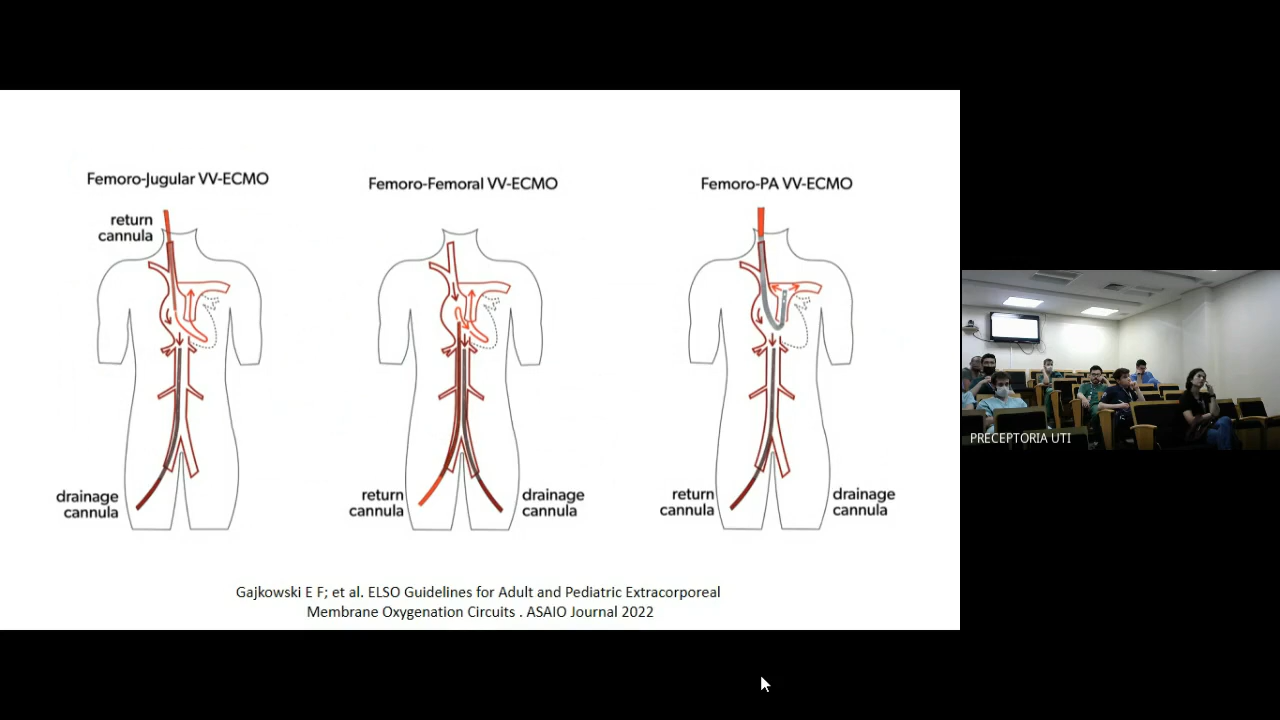 Femoro-Jugular VV-ECMO
return
cannula
drainage
cannula
Femoro-Femoral VV-ECMO
return
cannula
drainage
cannula
Femoro-PA VV-ECMO
return
cannula
drainage
cannula
Gajkowski E F; et al. ELSO Guidelines for Adult and Pediatric Extracorporeal
Membrane Oxygenation Circuits . ASAIO Journal 2022
PRECEPTORIA UTI